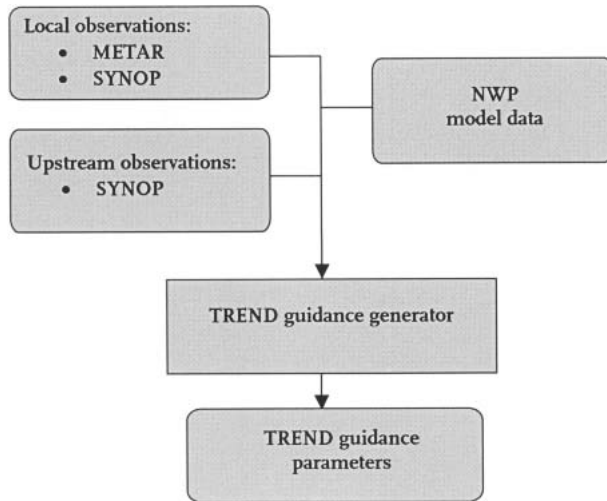 Local observations:
• METAR
• SYNOP
NWP
model data
Upstream observations:
• SYNOP
TREND guidance generator
TREND guidance
parameters